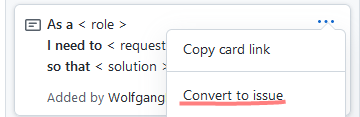 As a < role >
I need to < request
so that < solution >
Added by Wolfgang
...
Copy card link
Convert to issue